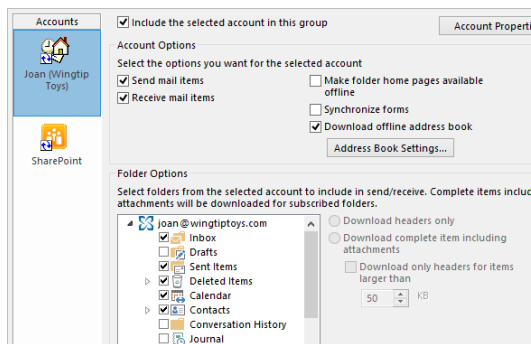 Accounts
Joan (Wingtip
Toys)
SharePoint
Include the selected account in this group
Account Properti
Account Options
Select the options you want for the selected account
Send mail items
Receive mail items
Make folder home pages available
offline
Synchronize forms
Download offline address book
Address Book Settings...
Folder Options
Select folders from the selected account to include in send/receive. Complete items includ
attachments will be downloaded for subscribed folders.
joan@wingtiptoys.com
Inbox
Drafts
Sent Items
Deleted Items
Calendar
Contacts
Conversation History
Journal
Download headers only
Download complete item including
attachments
Download only headers for items
larger than
50 KB